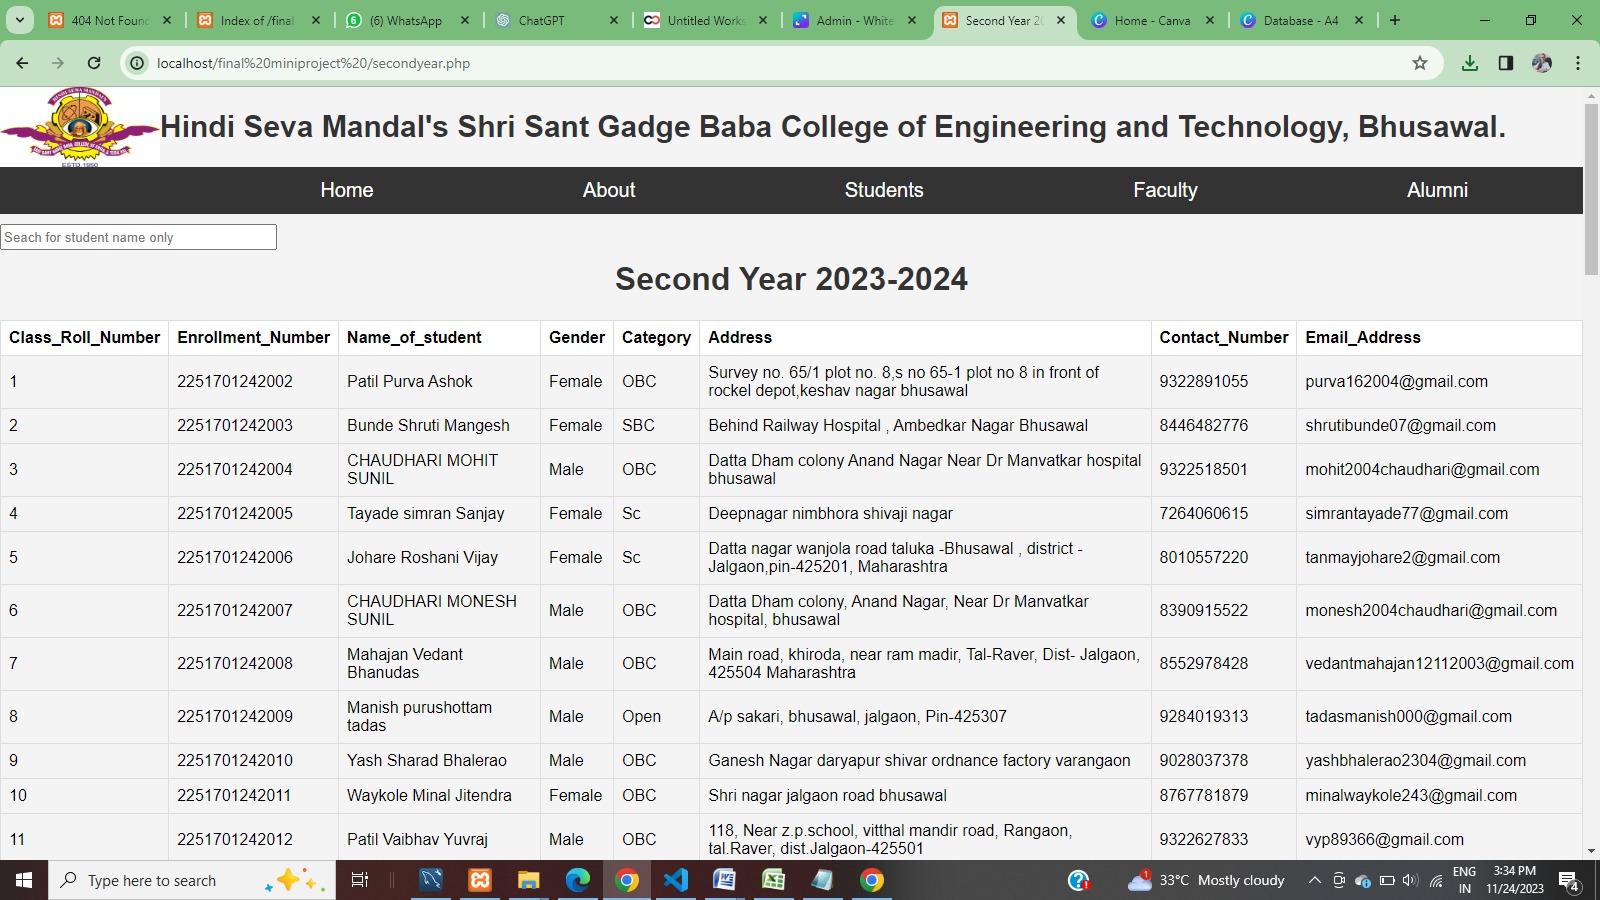 404 Not Foun
Index of /final
(6) WhatsApp
ChatGPT
Untitled Works
Admin - White
Second Year 20
Home - Canva
Database - A4
localhost/final%20miniproject%20/secondyear.php
ESTD.1950
Hindi Seva Mandal's Shri Sant Gadge Baba College of Engineering and Technology, Bhusawal.
Home About Students Faculty Alumni
Seach for student name only
Second Year 2023-2024
Class_Roll_Number Enrollment_Number Name_of_student Gender Category Address Contact_Number Email_Address
1 2251701242002 Patil Purva Ashok Female OBC Survey no. 65/1 plot no. 8,s no 65-1 plot no 8 in front of
rockel depot,keshav nagar bhusawal 9322891055 purva162004@gmail.com
2 2251701242003 Bunde Shruti Mangesh Female SBC Behind Railway Hospital , Ambedkar Nagar Bhusawal 8446482776 shrutibunde07@gmail.com
3 2251701242004 CHAUDHARI MOHIT
SUNIL Male OBC Datta Dham colony Anand Nagar Near Dr Manvatkar hospital
bhusawal 9322518501 mohit2004chaudhari@gmail.com
4 2251701242005 Tayade simran Sanjay Female Sc Deepnagar nimbhora shivaji nagar 7264060615 simrantayade77@gmail.com
5 2251701242006 Johare Roshani Vijay Female Sc Datta nagar wanjola road taluka -Bhusawal , district -
Jalgaon,pin-425201, Maharashtra 8010557220 tanmayjohare2@gmail.com
6 2251701242007 CHAUDHARI MONESH
SUNIL Male OBC Datta Dham colony, Anand Nagar, Near Dr Manvatkar
hospital, bhusawal 8390915522 monesh2004chaudhari@gmail.com
7 2251701242008 Mahajan Vedant
Bhanudas Male OBC Main road, khiroda, near ram madir, Tal-Raver, Dist- Jalgaon,
425504 Maharashtra 8552978428 vedantmahajan12112003@gmail.com
8 2251701242009 Manish purushottam
tadas Male Open A/p sakari, bhusawal, jalgaon, Pin-425307 9284019313 tadasmanish000@gmail.com
9 2251701242010 Yash Sharad Bhalerao Male OBC Ganesh Nagar daryapur shivar ordnance factory varangaon 9028037378 yashbhalerao2304@gmail.com
10 2251701242011 Waykole Minal Jitendra Female OBC Shri nagar jalgaon road bhusawal 8767781879 minalwaykole243@gmail.com
11 2251701242012 Patil Vaibhav Yuvraj Male OBC 118, Near z.p.school, vitthal mandir road, Rangaon,
tal.Raver, dist.Jalgaon-425501 9322627833 vyp89366@gmail.com
Type here to search
33°C Mostly cloudy
ENG
IN
3:34 PM
11/24/2023
4